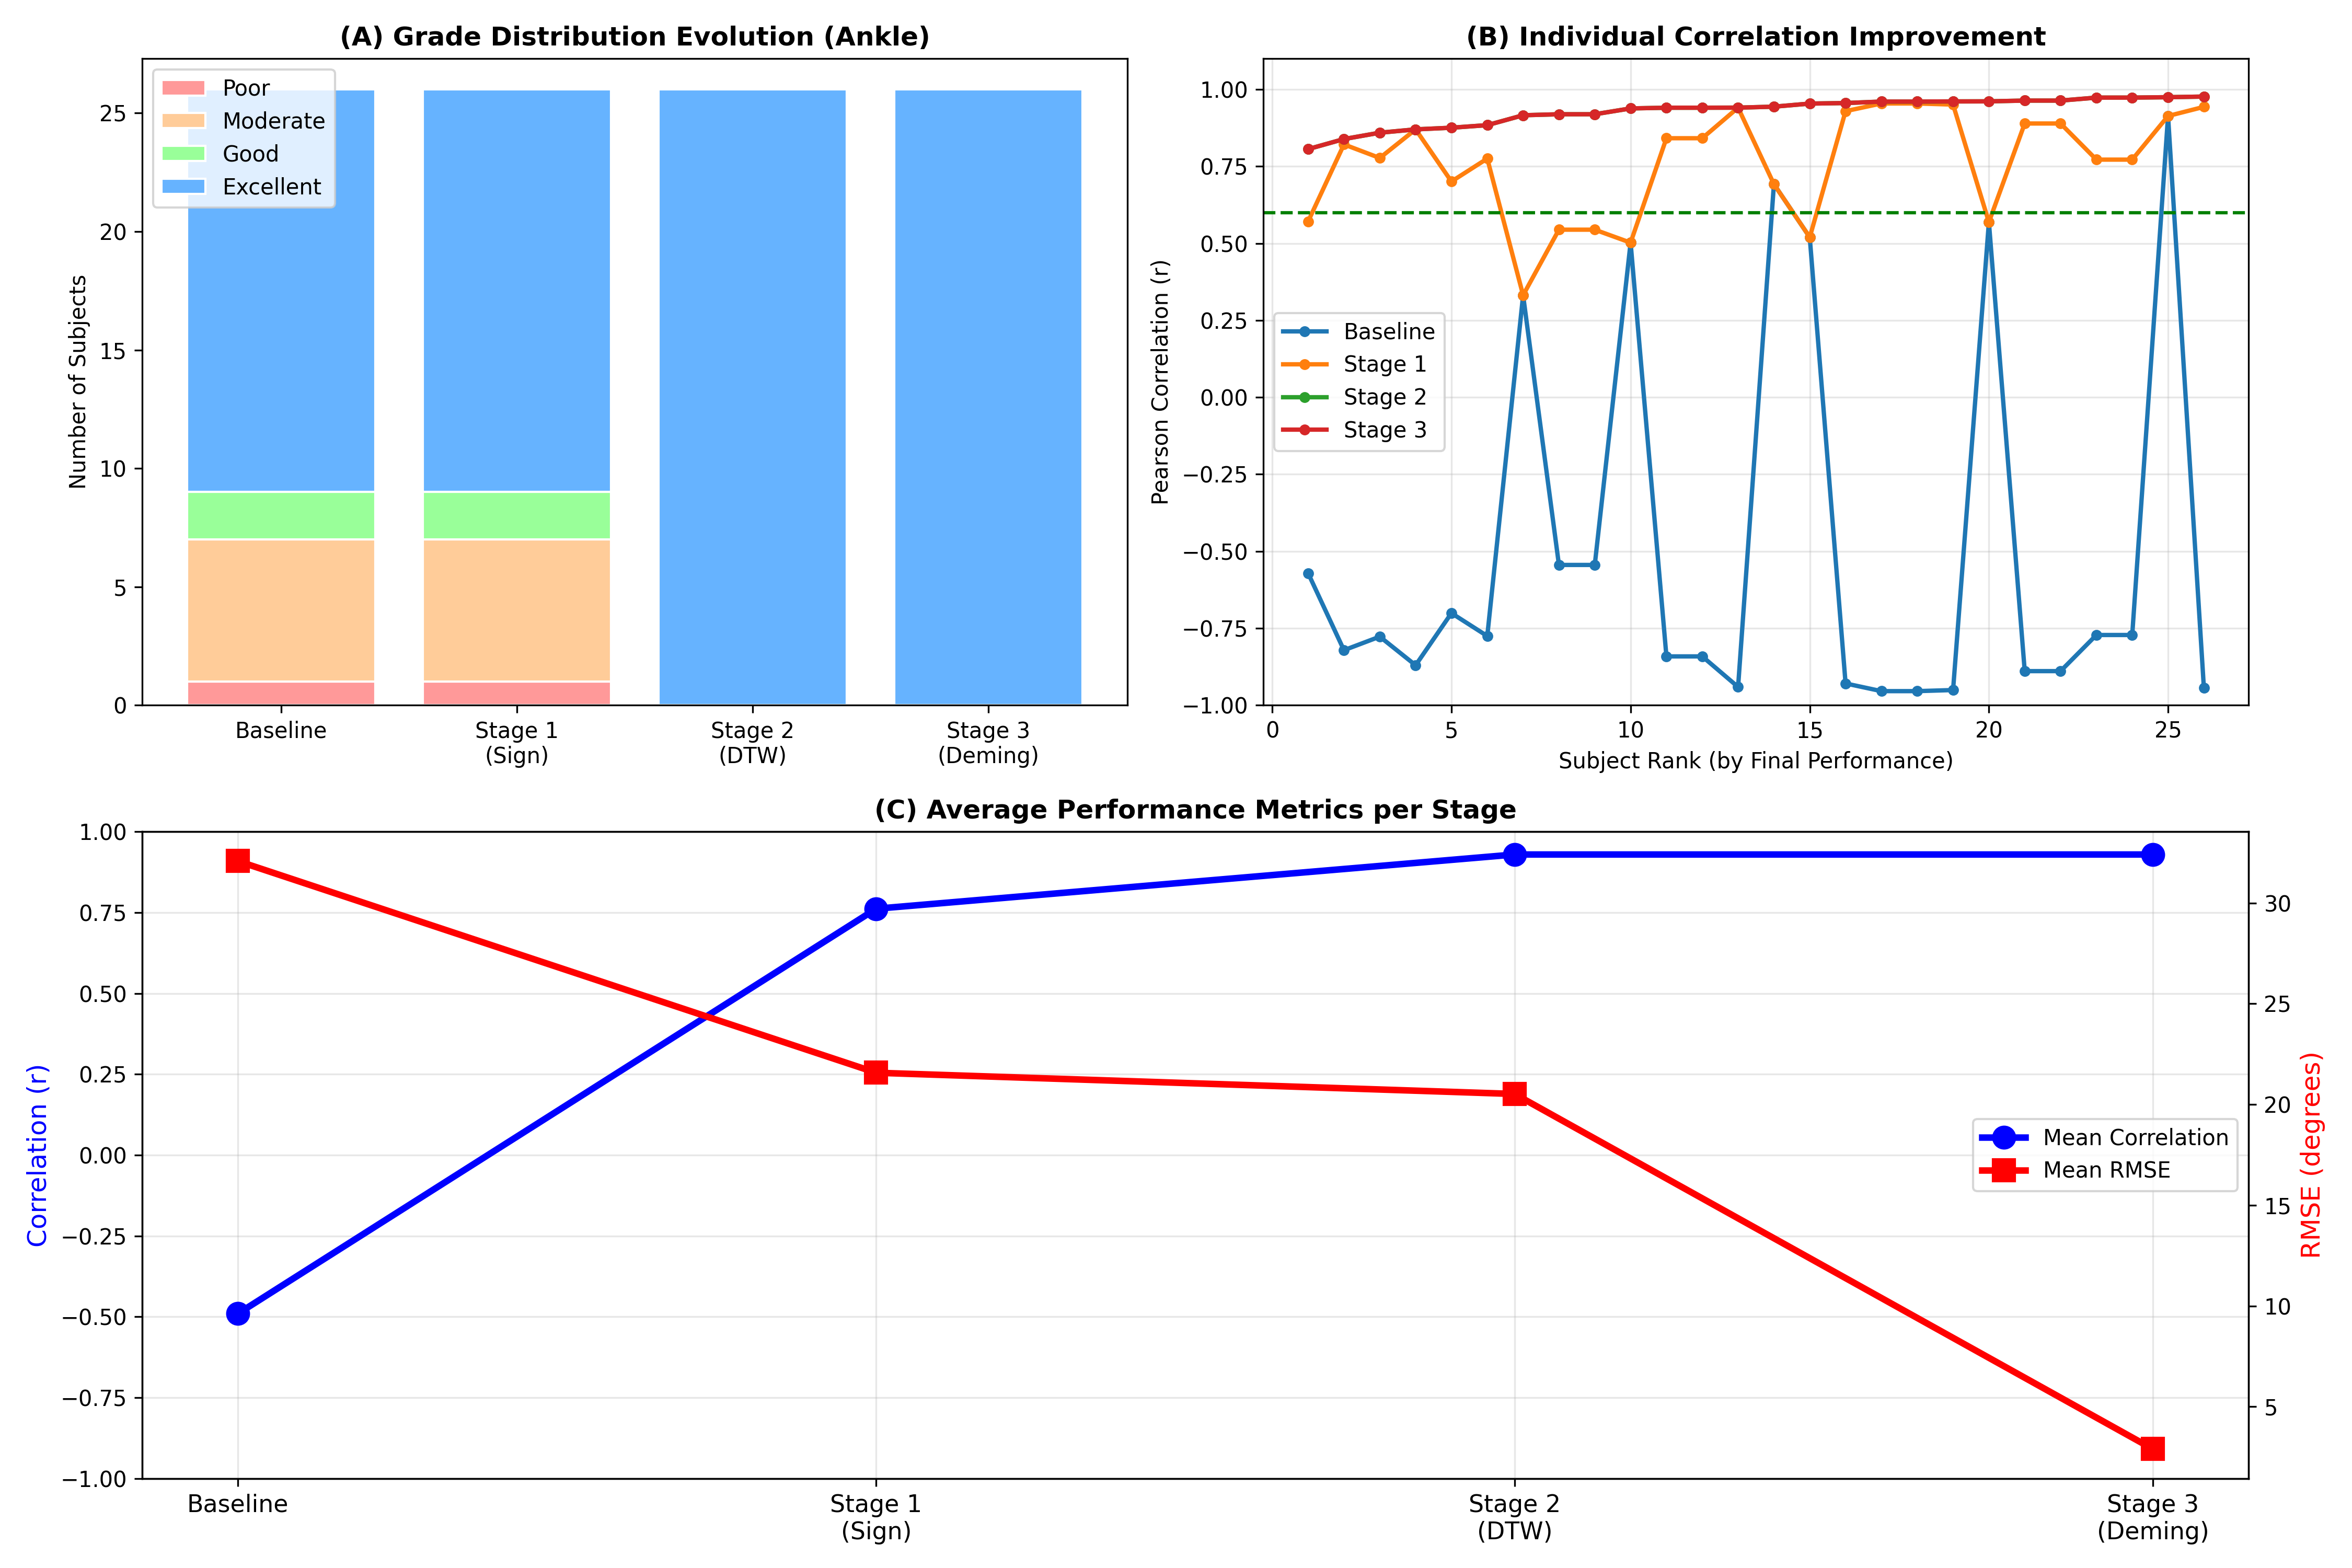 (A) Grade Distribution Evolution (Ankle)
Number of Subjects
25
20
15
10
5
0
Poor
Moderate
Good
Excellent
Baseline
Stage 1
(Sign)
Stage 2
(DTW)
Stage 3
(Deming)
(B) Individual Correlation Improvement
Pearson Correlation (r)
1.00
0.75
0.50
0.25
0.00
−0.25
−0.50
−0.75
−1.00
Baseline
Stage 1
Stage 2
Stage 3
0
5
10
15
20
25
Subject Rank (by Final Performance)
(C) Average Performance Metrics per Stage
Correlation (r)
1.00
0.75
0.50
0.25
0.00
−0.25
−0.50
−0.75
−1.00
Mean Correlation
Mean RMSE
30
25
20
15
10
5
RMSE (degrees)
Baseline
Stage 1
(Sign)
Stage 2
(DTW)
Stage 3
(Deming)